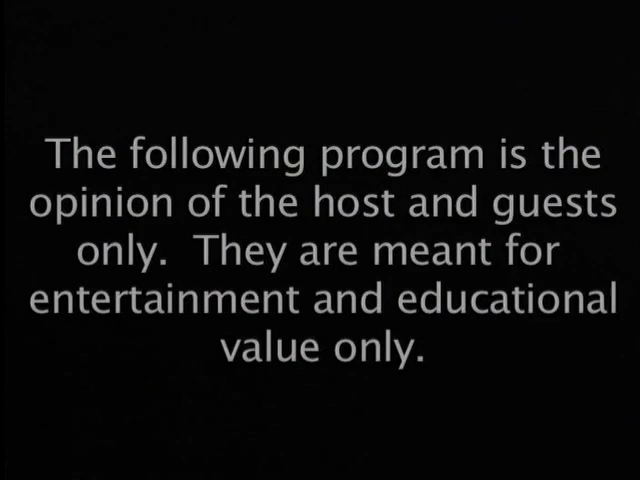 The following program is the
opinion of the host and guests
only.  They are meant for
entertainment and educational
value only.